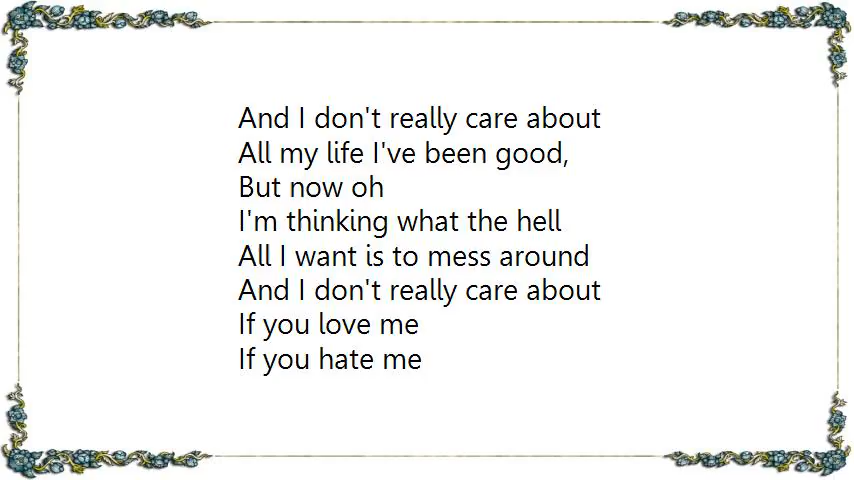 And I don't really care about
All my life I've been good,
But now oh
I'm thinking what the hell
All I want is to mess around
And I don't really care about
If you love me
If you hate me